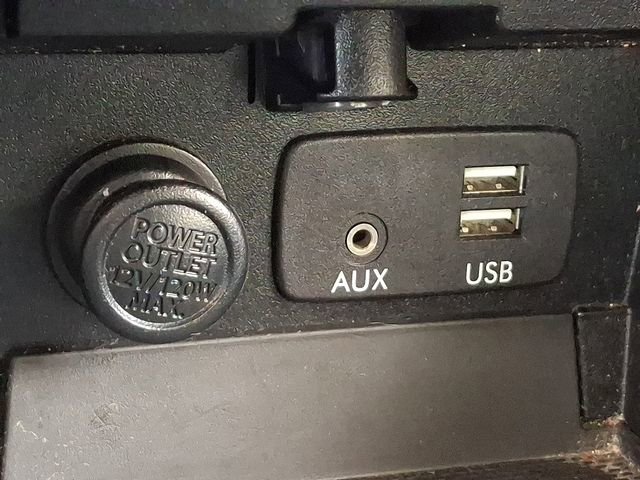 POWER
OUTLET
12V/120W
MAX.
AUX
USB